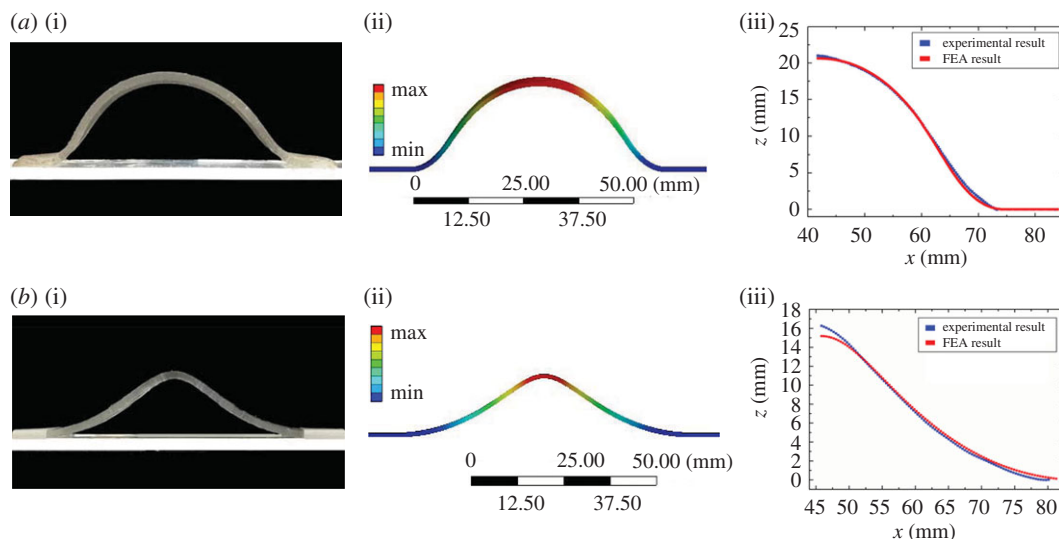 (a) (i)
(ii)
max
min
0 25.00 50.00 (mm)
12.50 37.50
(iii)
25
20
15
10
5
0
z (mm)
experimental result
FEA result
40 50 60 70 80
x (mm)
(b) (i)
(ii)
max
min
0 25.00 50.00 (mm)
12.50 37.50
(iii)
18
16
14
12
10
8
6
4
2
0
z (mm)
experimental result
FEA result
45 50 55 60 65 70 75 80
x (mm)